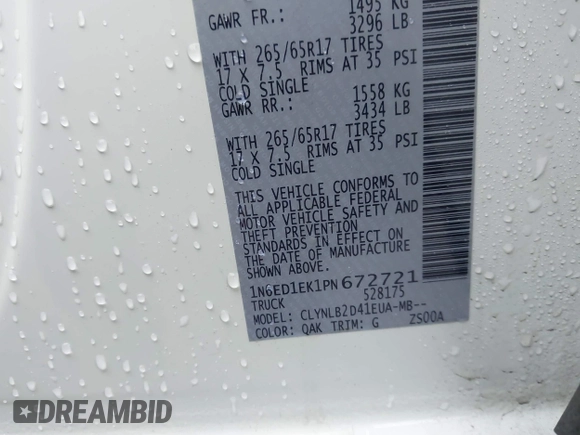 GAWR FR.: 1495 KG
3296 LB
WITH 265/65R17 TIRES
17 X 7.5 RIMS AT 35 PSI
COLD SINGLE
GAWR RR.: 1558 KG
3434 LB
WITH 265/65R17 TIRES
17 X 7.5 RIMS AT 35 PSI
COLD SINGLE
THIS VEHICLE CONFORMS TO
ALL APPLICABLE FEDERAL
MOTOR VEHICLE SAFETY AND
THEFT PREVENTION
STANDARDS IN EFFECT ON
THE DATE OF MANUFACTURE
SHOWN ABOVE.
1N6ED1EK1PN672721
TRUCK 528175
MODEL: CLYNLB2D41EUA-MB--
COLOR: QAK TRIM: G ZS00A
DREAMBID